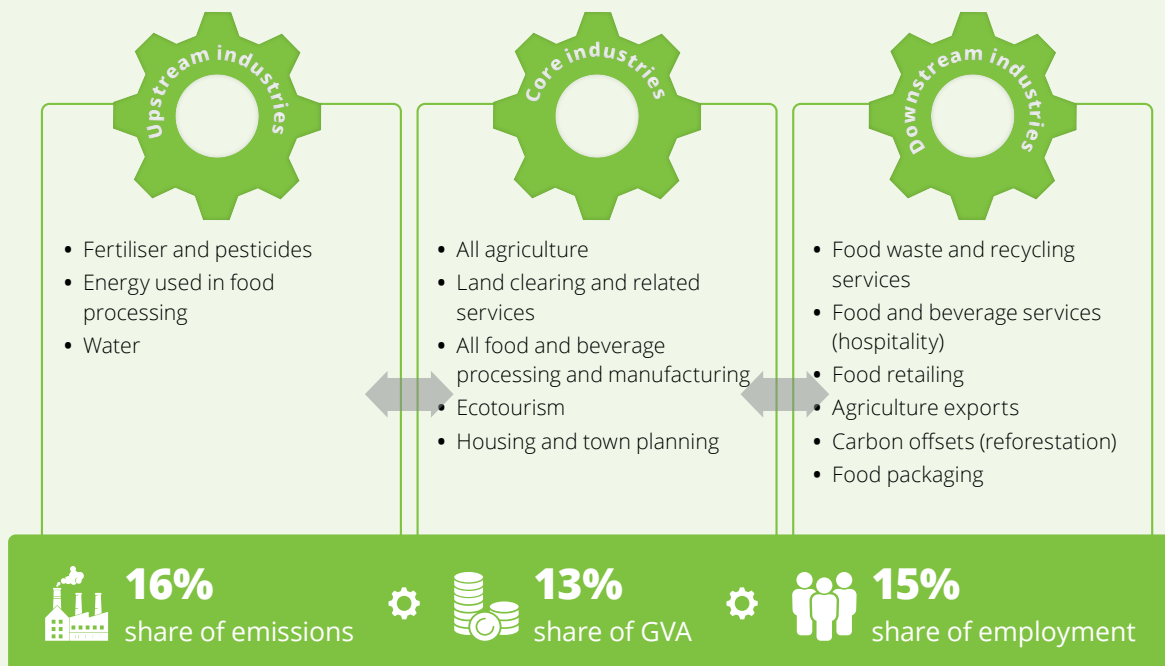 Upstream industries
• Fertiliser and pesticides
• Energy used in food
processing
• Water
Core industries
• All agriculture
• Land clearing and related
services
• All food and beverage
processing and manufacturing
• Ecotourism
• Housing and town planning
Downstream industries
• Food waste and recycling
services
• Food and beverage services
(hospitality)
• Food retailing
• Agriculture exports
• Carbon offsets (reforestation)
• Food packaging
16%
share of emissions
13%
share of GVA
15%
share of employment